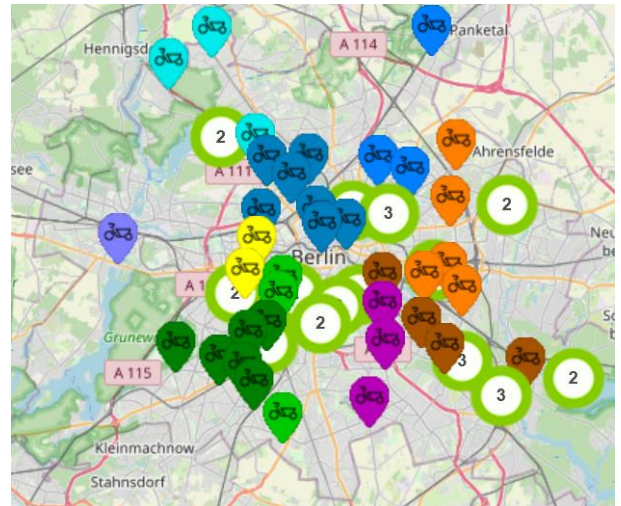 Panketal
Hennigsd
A 114
2
Ahrensfelde
A 111
see
3
2
Neu
be
Berlin
A 1
2
Sc
2
Grunew
3
A 115
2
3
Kleinmachnow
Stahnsdorf